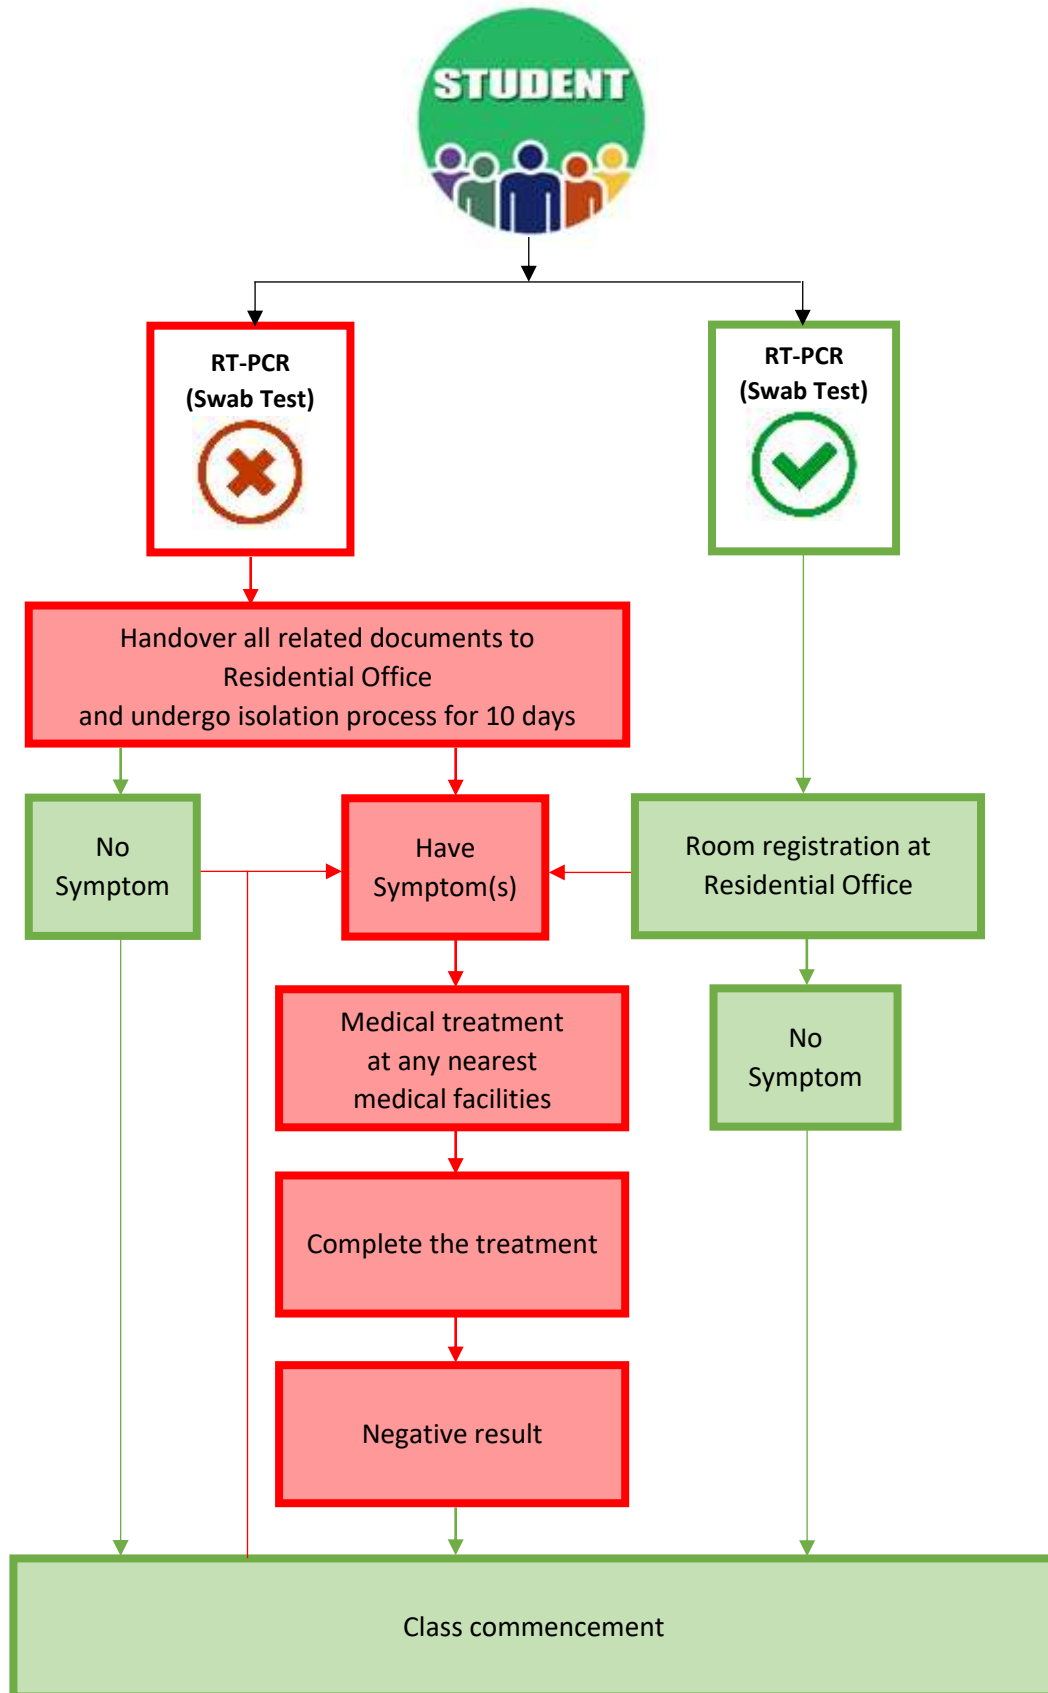 STUDENT
RT-PCR
(Swab Test)
RT-PCR
(Swab Test)
Handover all related documents to
Residential Office
and undergo isolation process for 10 days
No
Symptom
Have
Symptom(s)
Room registration at
Residential Office
Medical treatment
at any nearest
medical facilities
No
Symptom
Complete the treatment
Negative result
Class commencement